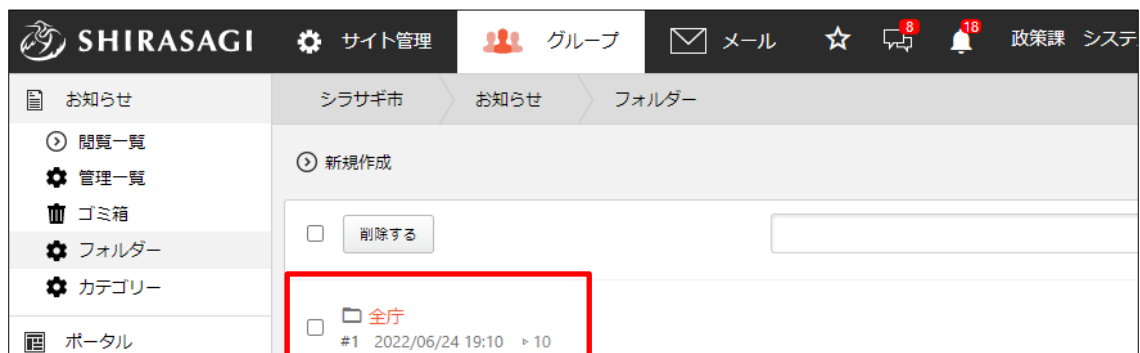 SHIRASAGI サイト管理 グループ メール 8 18 政策課 システ
お知らせ
シラサギ市 お知らせ フォルダー
閲覧一覧
管理一覧
ゴミ箱
フォルダー
カテゴリー
ポータル
新規作成
削除する
全庁
#1 2022/06/24 19:10 10